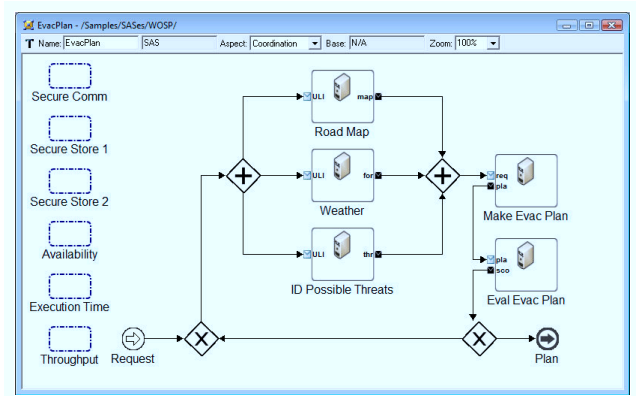 EvacPlan - /Samples/SASes/WOSP/
T Name: EvacPlan SAS Aspect: Coordination Base: N/A Zoom: 100%
Secure Comm
Secure Store 1
Secure Store 2
Availability
Execution Time
Throughput
Request
ULI map
Road Map
ULI for
Weather
ULI thr
ID Possible Threats
req
pla
Make Evac Plan
pla
sco
Eval Evac Plan
X
X
Plan